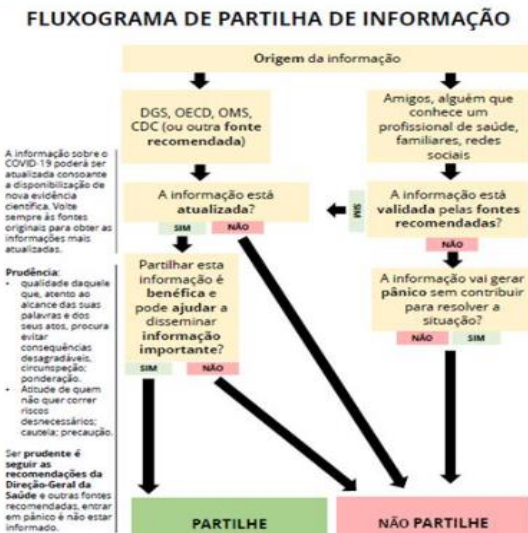 FLUXOGRAMA DE PARTILHA DE INFORMAÇÃO
Origem da informação
DGS, OECD, OMS,
CDC (ou outra fonte
recomendada)
Amigos, alguém que
conhece um
profissional de saúde,
familiares, redes
sociais
A informação está
atualizada?
SIM
NÃO
A informação está
validada pelas fontes
recomendadas?
SIM
NÃO
Partilhar esta
informação é
benéfica e
pode ajudar a
disseminar
informação
importante?
SIM
NÃO
A informação vai gerar
pânico sem contribuir
para resolver a
situação?
NÃO
SIM
PARTILHE
NÃO PARTILHE
A informação sobre o
COVID-19 poderá ser
atualizada consoante
a disponibilização de
nova evidência
científica. Volte
sempre às fontes
originais para obter as
informações mais
atualizadas.
Prudência:
• qualidade daquele
que, atento ao
alcance das suas
palavras e dos
seus atos, procura
evitar
consequências
desagradáveis,
circunspeção;
ponderação.
• Atitude de quem
não quer correr
riscos
desnecessários;
cautela; precaução.
Ser prudente é
seguir as
recomendações da
Direção-Geral da
Saúde e outras fontes
recomendadas, entrar
em pânico é não estar
informado.